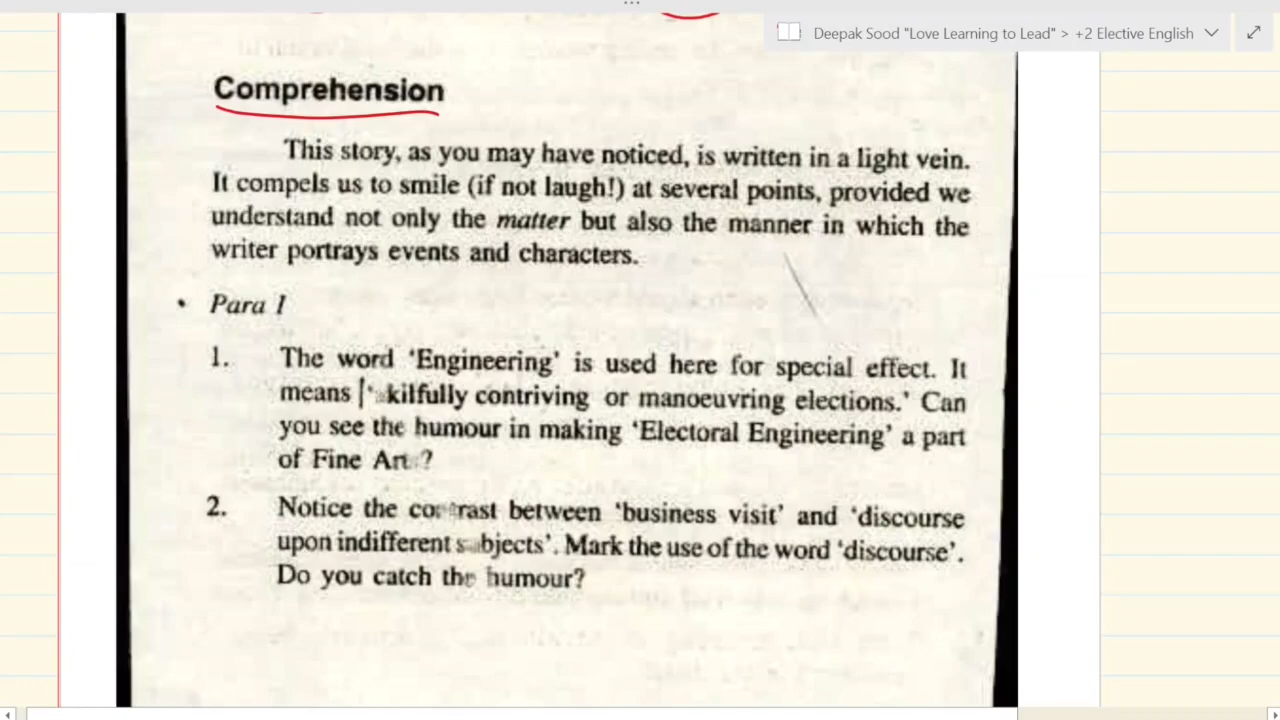 Deepak Sood "Love Learning to Lead" > +2 Elective English
Comprehension
This story, as you may have noticed, is written in a light vein.
It compels us to smile (if not laugh!) at several points, provided we
understand not only the matter but also the manner in which the
writer portrays events and characters.
• Para I
1. The word ‘Engineering’ is used here for special effect. It
means ‘skilfully contriving or manoeuvring elections.’ Can
you see the humour in making ‘Electoral Engineering’ a part
of Fine Arts?
2. Notice the contrast between ‘business visit’ and ‘discourse
upon indifferent subjects’. Mark the use of the word ‘discourse’.
Do you catch the humour?